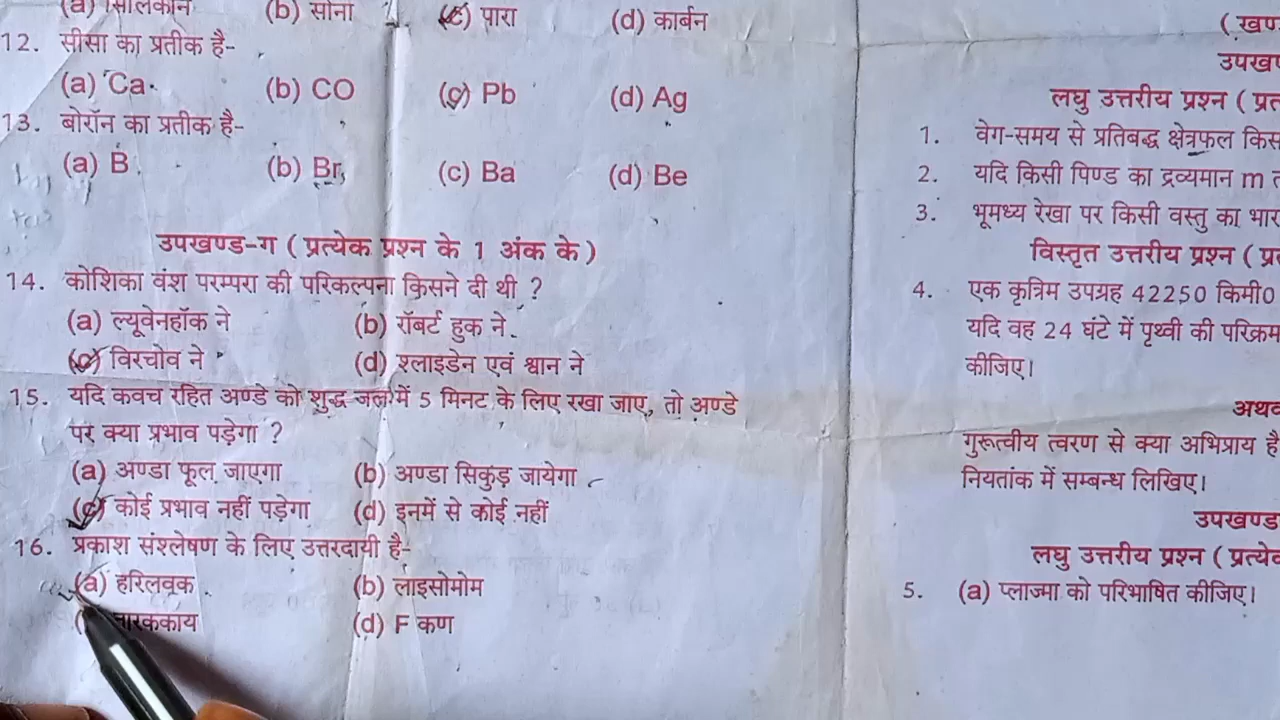 (a) सिलिकॉन (b) सोना (c) पारा (d) कार्बन
12. सीसा का प्रतीक है-
(a) Ca (b) CO (c) Pb (d) Ag
13. बोरॉन का प्रतीक है-
(a) B (b) Br (c) Ba (d) Be
उपखण्ड-ग ( प्रत्येक प्रश्न के 1 अंक के )
14. कोशिका वंश परम्परा की परिकल्पना किसने दी थी ?
(a) ल्यूवेनहॉक ने (b) रॉबर्ट हुक ने
(c) विरचोव ने (d) श्लाइडेन एवं श्वान ने
15. यदि कवच रहित अण्डे को शुद्ध जल में 5 मिनट के लिए रखा जाए, तो अण्डे
पर क्या प्रभाव पड़ेगा ?
(a) अण्डा फूल जाएगा (b) अण्डा सिकुड़ जायेगा
(c) कोई प्रभाव नहीं पड़ेगा (d) इनमें से कोई नहीं
16. प्रकाश संश्लेषण के लिए उत्तरदायी है-
(a) हरिलवक (b) लाइसोमोम
(d) F कण
( खण
उपखण
लघु उत्तरीय प्रश्न ( प्रत
1. वेग-समय से प्रतिबद्ध क्षेत्रफल किस
2. यदि किसी पिण्ड का द्रव्यमान m
3. भूमध्य रेखा पर किसी वस्तु का भार
विस्तृत उत्तरीय प्रश्न ( प्र
4. एक कृत्रिम उपग्रह 42250 किमी0
यदि वह 24 घंटे में पृथ्वी की परिक्रम
कीजिए।
अथव
गुरूत्वीय त्वरण से क्या अभिप्राय है
नियतांक में सम्बन्ध लिखिए।
उपखण्ड
लघु उत्तरीय प्रश्न ( प्रत्येक
5. (a) प्लाज्मा को परिभाषित कीजिए।